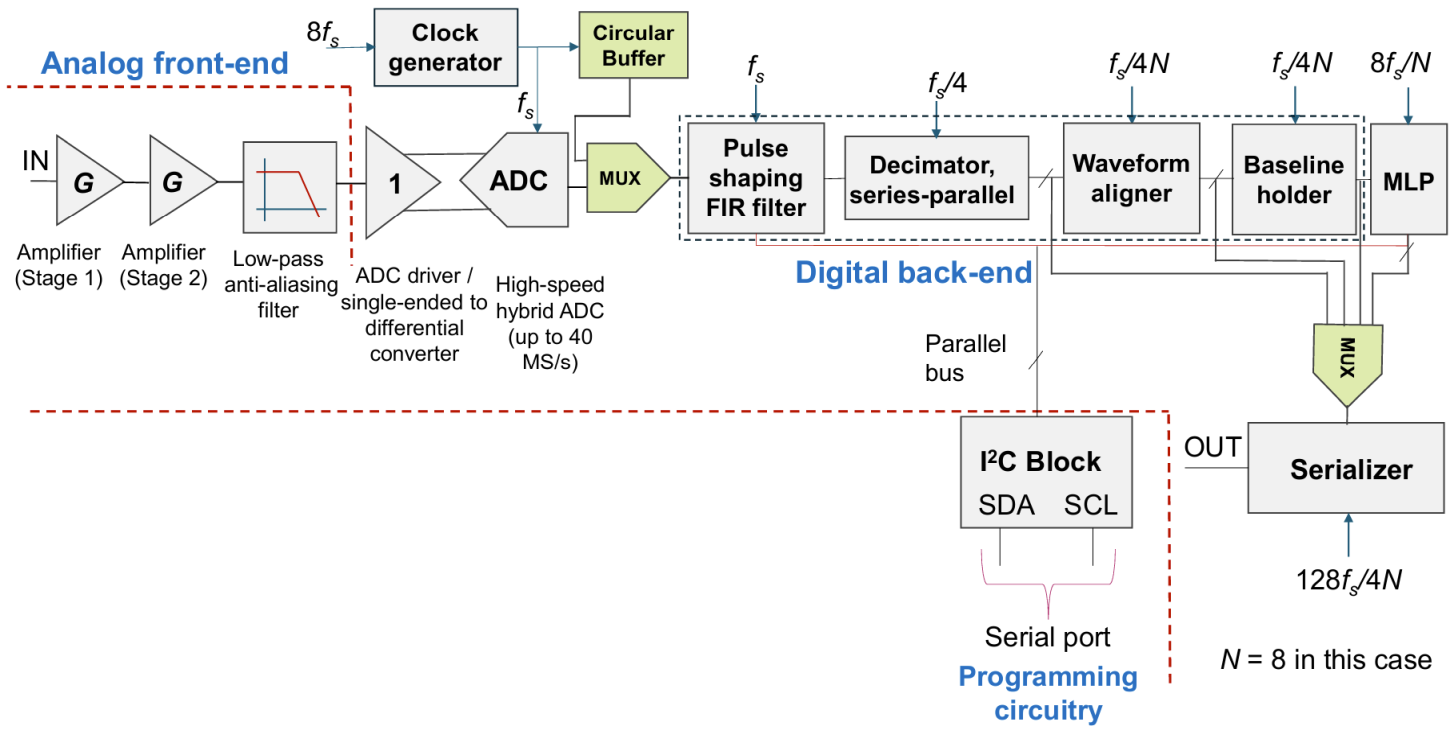 8fs
Clock
generator
Circular
Buffer
Analog front-end
fs
fs
fs/4
fs/4N
fs/4N
8fs/N
IN
G
G
1
ADC
MUX
Pulse
shaping
FIR filter
Decimator,
series-parallel
Waveform
aligner
Baseline
holder
MLP
Amplifier
(Stage 1)
Amplifier
(Stage 2)
Low-pass
anti-aliasing
filter
ADC driver /
single-ended to
differential
converter
High-speed
hybrid ADC
(up to 40
MS/s)
Digital back-end
Parallel
bus
MUX
I²C Block
SDA SCL
OUT
Serializer
128fs/4N
Serial port
Programming
circuitry
N = 8 in this case